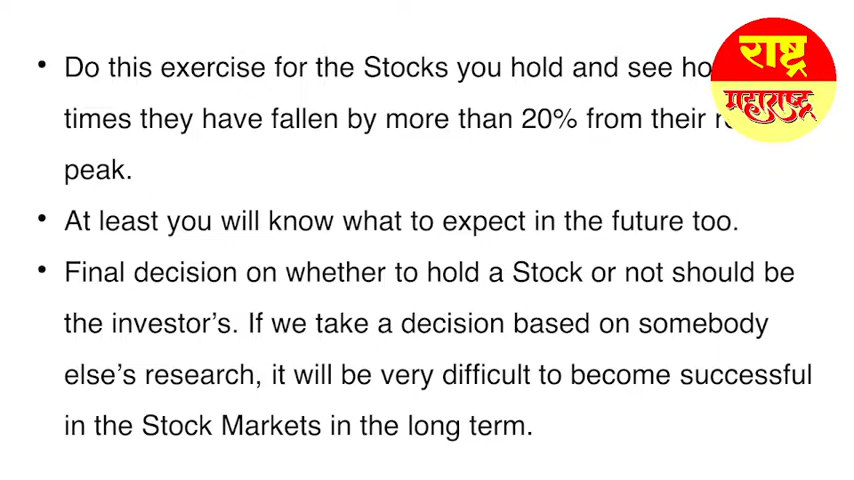 • Do this exercise for the Stocks you hold and see
times they have fallen by more than 20% from their
peak.
• At least you will know what to expect in the future too.
• Final decision on whether to hold a Stock or not should be
the investor's. If we take a decision based on somebody
else's research, it will be very difficult to become successful
in the Stock Markets in the long term.
राष्ट्र
महाराष्ट्र